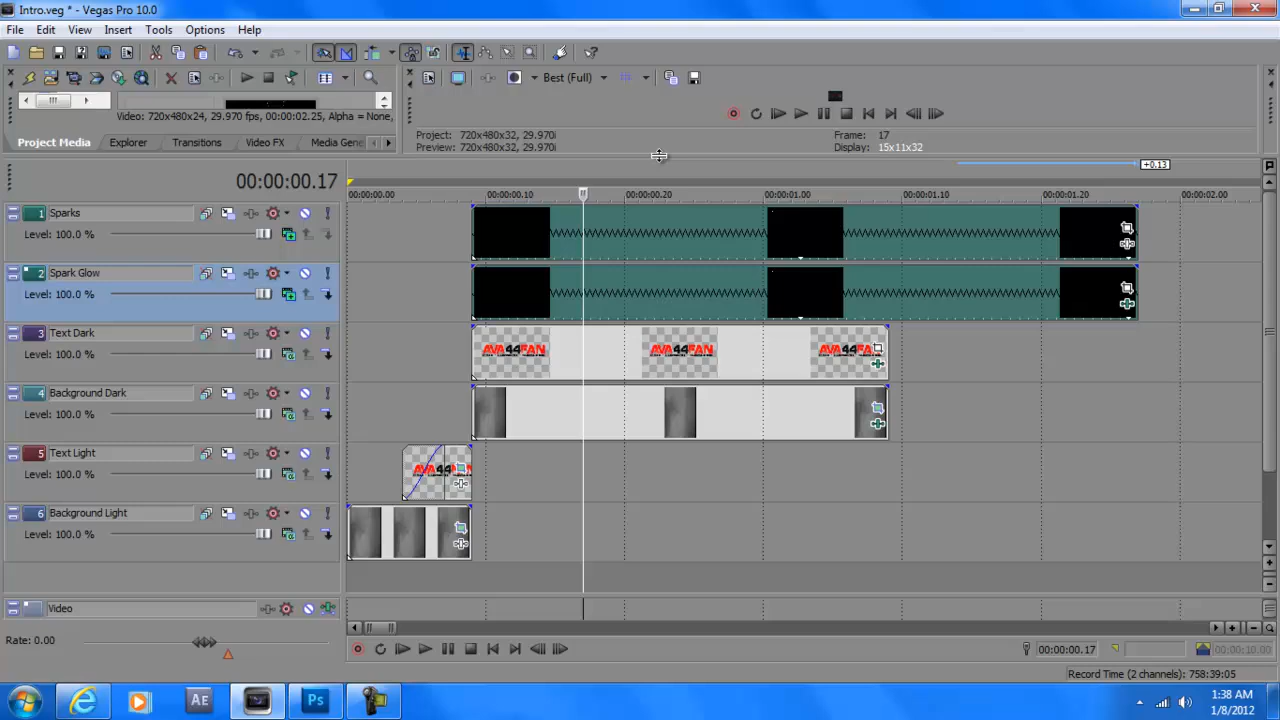 Intro.veg * - Vegas Pro 10.0
File Edit View Insert Tools Options Help
Best (Full)
Video: 720x480x24, 29.970 fps, 00:00:02.25, Alpha = None,
Project Media Explorer Transitions Video FX Media Gene
Project: 720x480x32, 29.970i
Preview: 720x480x32, 29.970i
Frame: 17
Display: 15x11x32
+0.13
00:00:00.17
00:00:00.00 00:00:00.10 00:00:00.20 00:00:01.00 00:00:01.10 00:00:01.20 00:00:02.00
1 Sparks
Level: 100.0 %
2 Spark Glow
Level: 100.0 %
3 Text Dark
Level: 100.0 %
AVA44FAN AVA44FAN AVA44FAN
4 Background Dark
Level: 100.0 %
5 Text Light
Level: 100.0 %
6 Background Light
Level: 100.0 %
Video
Rate: 0.00
00:00:00.17
00:00:10.00
Record Time (2 channels): 758:39:05
Ae
Ps
1:38 AM
1/8/2012